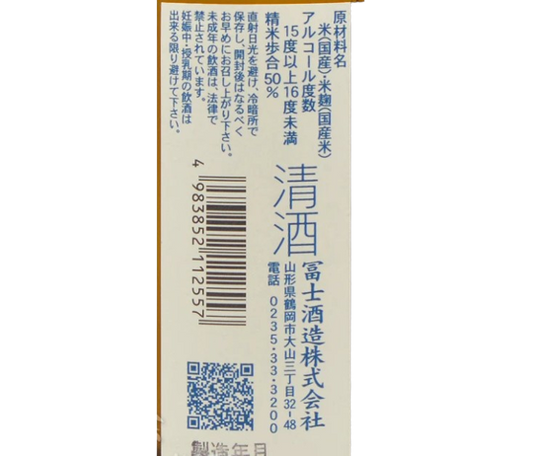 原材料名
米(国産)・米麹(国産米)
アルコール度数
15度以上16度未満
精米歩合50%
直射日光を避け、冷暗所で
保存し、開封後はなるべく
お早めにお召し上がり下さい。
未成年の飲酒は、法律で
禁止されています。
妊娠中・授乳期の飲酒は
出来る限り避けて下さい。
清酒
冨士酒造株式会社
山形県鶴岡市大山三丁目32-48
電話 0235・33・3200
4 983852 112557
製造年月